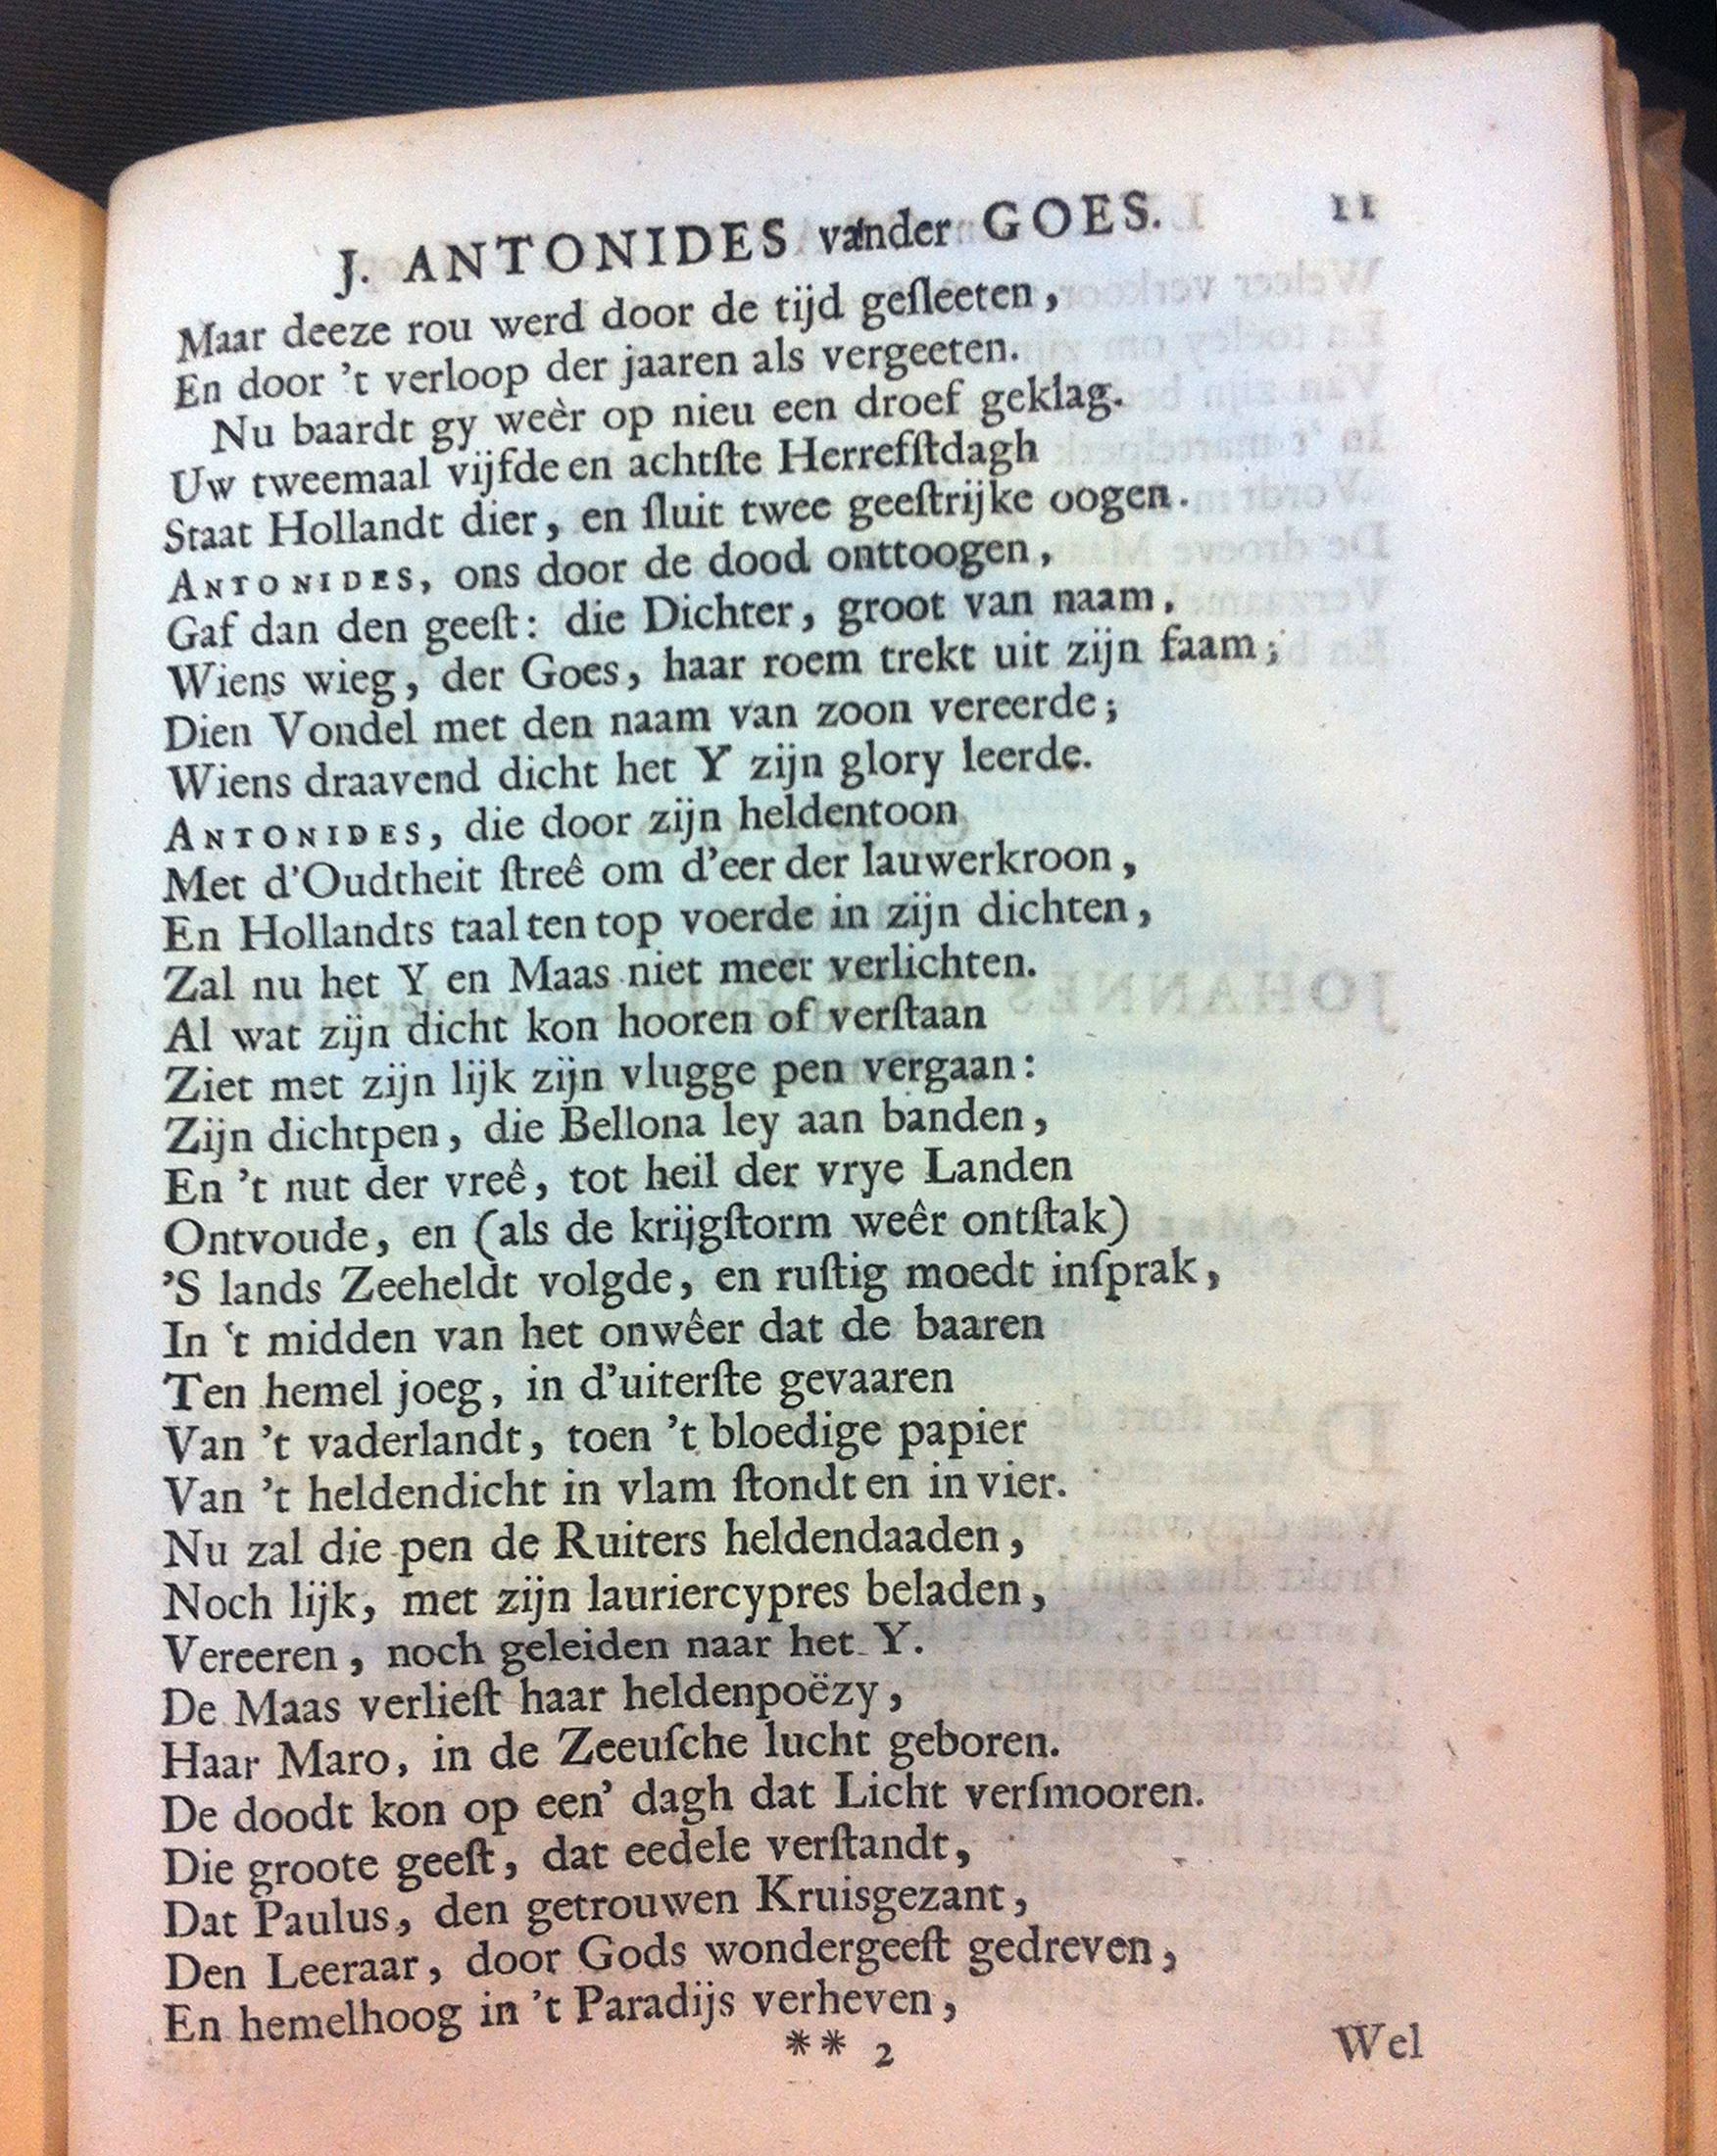 J. ANTONIDES vander GOES. 11
Maar deeze rou werd door de tijd geſleeten,
En door 't verloop der jaaren als vergeeten.
Nu baardt gy weèr op nieu een droef geklag.
Uw tweemaal vijfde en achtſte Herrefſtdagh
Staat Hollandt dier, en ſluit twee geeſtrijke oogen.
ANTONIDES, ons door de dood onttoogen,
Gaf dan den geeſt: die Dichter, groot van naam,
Wiens wieg, der Goes, haar roem trekt uit zijn faam;
Dien Vondel met den naam van zoon vereerde;
Wiens draavend dicht het Y zijn glory leerde.
ANTONIDES, die door zijn heldentoon
Met d'Oudtheit ſtreê om d'eer der lauwerkroon,
En Hollandts taal ten top voerde in zijn dichten,
Zal nu het Y en Maas niet meer verlichten.
Al wat zijn dicht kon hooren of verſtaan
Ziet met zijn lijk zijn vlugge pen vergaan:
Zijn dichtpen, die Bellona ley aan banden,
En 't nut der vreê, tot heil der vrye Landen
Ontvoude, en (als de krijgſtorm weêr ontſtak)
'S lands Zeeheldt volgde, en ruſtig moedt inſprak,
In 't midden van het onwêer dat de baaren
Ten hemel joeg, in d'uiterſte gevaaren
Van 't vaderlandt, toen 't bloedige papier
Van 't heldendicht in vlam ſtondt en in vier.
Nu zal die pen de Ruiters heldendaaden,
Noch lijk, met zijn lauriercypres beladen,
Vereeren, noch geleiden naar het Y.
De Maas verlieſt haar heldenpoëzy,
Haar Maro, in de Zeeuſche lucht geboren.
De doodt kon op een' dagh dat Licht verſmooren.
Die groote geeſt, dat eedele verſtandt,
Dat Paulus, den getrouwen Kruisgezant,
Den Leeraar, door Gods wondergeeſt gedreven,
En hemelhoog in 't Paradijs verheven,
** 2 Wel